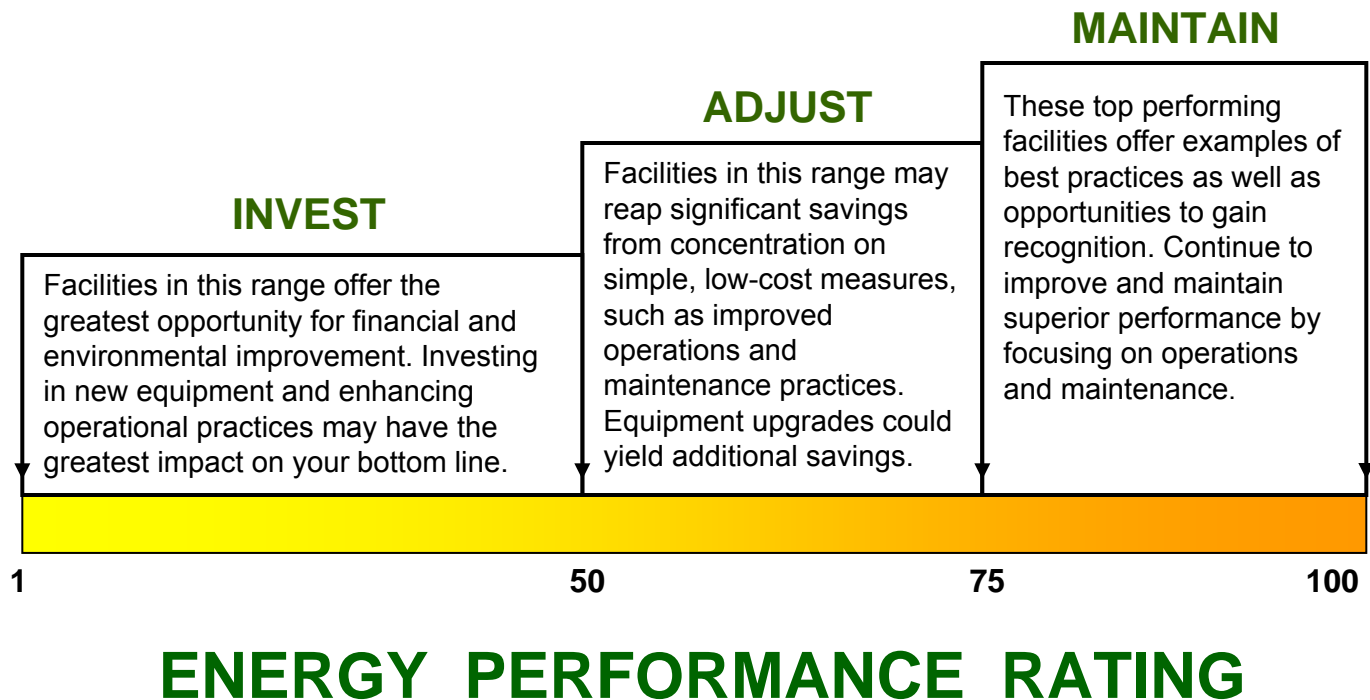 INVEST
Facilities in this range offer the
greatest opportunity for financial and
environmental improvement. Investing
in new equipment and enhancing
operational practices may have the
greatest impact on your bottom line.
ADJUST
Facilities in this range may
reap significant savings
from concentration on
simple, low-cost measures,
such as improved
operations and
maintenance practices.
Equipment upgrades could
yield additional savings.
MAINTAIN
These top performing
facilities offer examples of
best practices as well as
opportunities to gain
recognition. Continue to
improve and maintain
superior performance by
focusing on operations
and maintenance.
1 50 75 100
ENERGY PERFORMANCE RATING